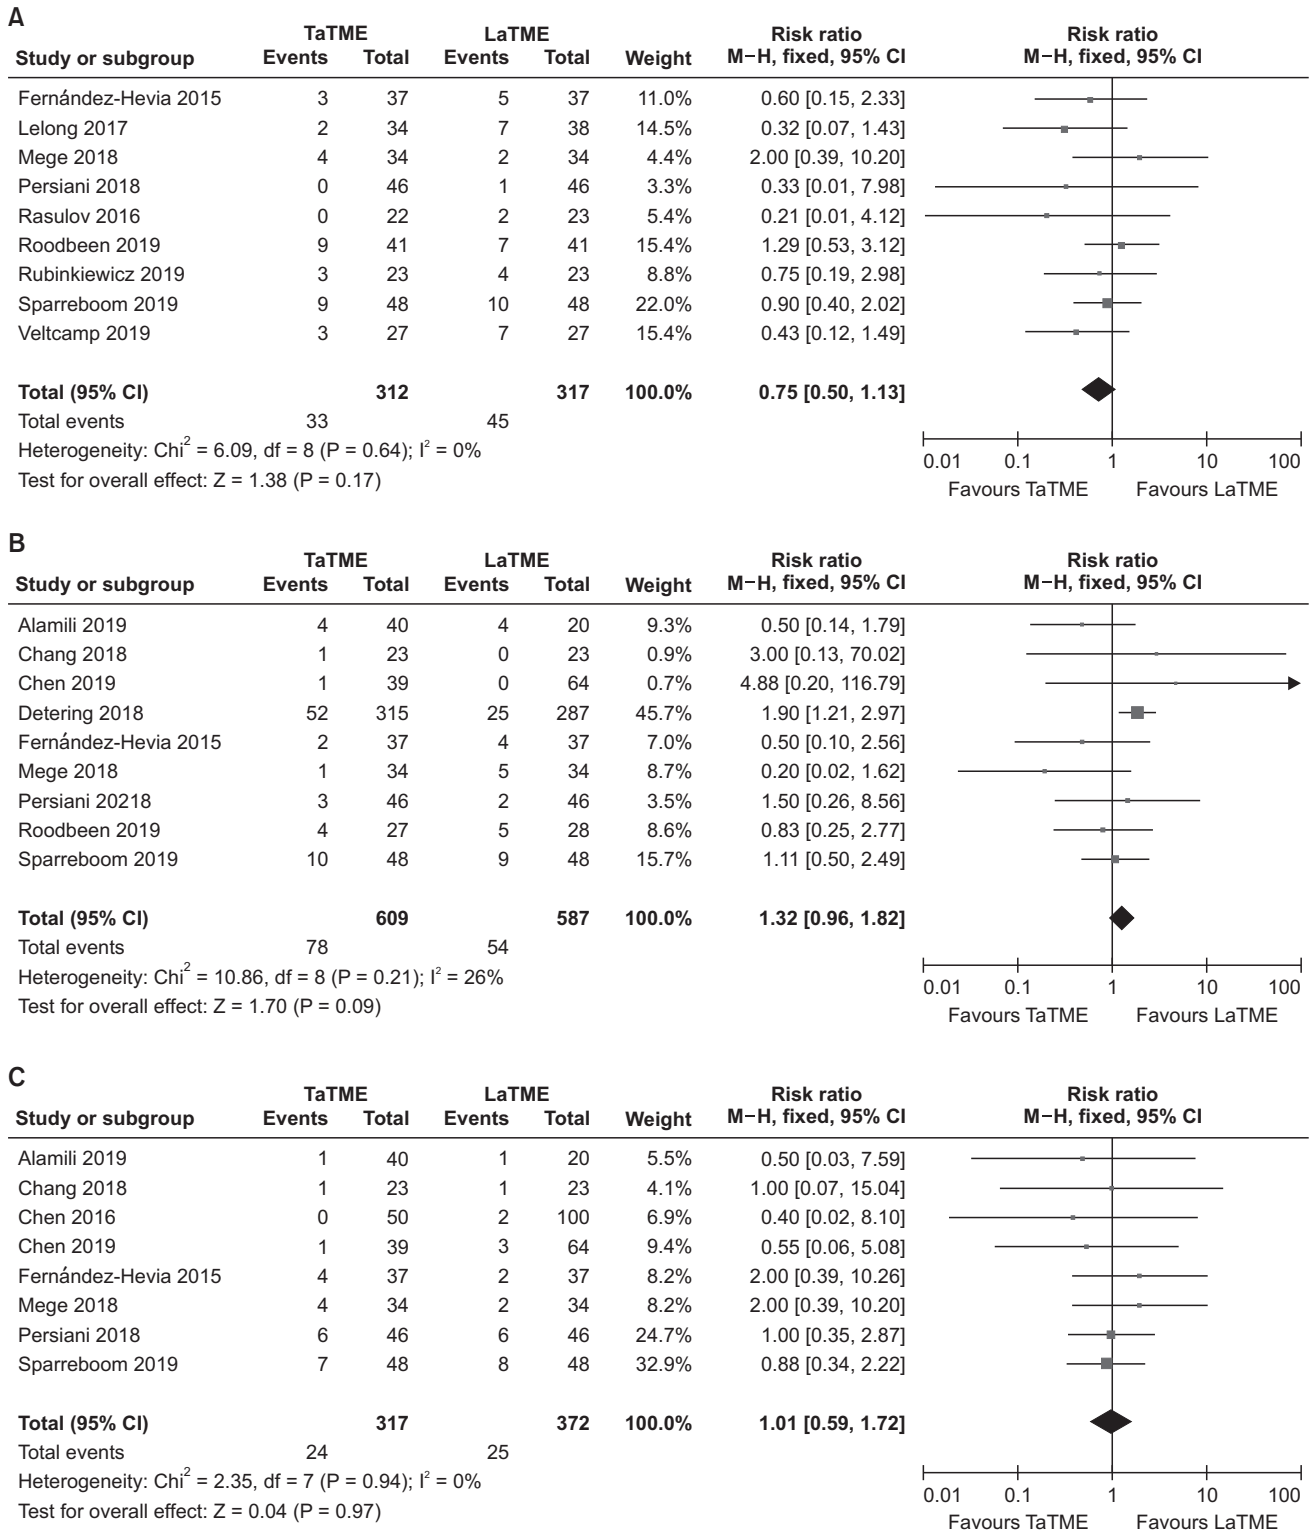 A
TaTME LaTME Risk ratio Risk ratio
Study or subgroup Events Total Events Total Weight M−H, fixed, 95% CI M−H, fixed, 95% CI
Fernández-Hevia 2015 3 37 5 37 11.0% 0.60 [0.15, 2.33]
Lelong 2017 2 34 7 38 14.5% 0.32 [0.07, 1.43]
Mege 2018 4 34 2 34 4.4% 2.00 [0.39, 10.20]
Persiani 2018 0 46 1 46 3.3% 0.33 [0.01, 7.98]
Rasulov 2016 0 22 2 23 5.4% 0.21 [0.01, 4.12]
Roodbeen 2019 9 41 7 41 15.4% 1.29 [0.53, 3.12]
Rubinkiewicz 2019 3 23 4 23 8.8% 0.75 [0.19, 2.98]
Sparreboom 2019 9 48 10 48 22.0% 0.90 [0.40, 2.02]
Veltcamp 2019 3 27 7 27 15.4% 0.43 [0.12, 1.49]
Total (95% CI) 312 317 100.0% 0.75 [0.50, 1.13]
Total events 33 45
Heterogeneity: Chi² = 6.09, df = 8 (P = 0.64); I² = 0%
Test for overall effect: Z = 1.38 (P = 0.17)
0.01 0.1 1 10 100
Favours TaTME Favours LaTME
B
TaTME LaTME Risk ratio Risk ratio
Study or subgroup Events Total Events Total Weight M−H, fixed, 95% CI M−H, fixed, 95% CI
Alamili 2019 4 40 4 20 9.3% 0.50 [0.14, 1.79]
Chang 2018 1 23 0 23 0.9% 3.00 [0.13, 70.02]
Chen 2019 1 39 0 64 0.7% 4.88 [0.20, 116.79]
Detering 2018 52 315 25 287 45.7% 1.90 [1.21, 2.97]
Fernández-Hevia 2015 2 37 4 37 7.0% 0.50 [0.10, 2.56]
Mege 2018 1 34 5 34 8.7% 0.20 [0.02, 1.62]
Persiani 20218 3 46 2 46 3.5% 1.50 [0.26, 8.56]
Roodbeen 2019 4 27 5 28 8.6% 0.83 [0.25, 2.77]
Sparreboom 2019 10 48 9 48 15.7% 1.11 [0.50, 2.49]
Total (95% CI) 609 587 100.0% 1.32 [0.96, 1.82]
Total events 78 54
Heterogeneity: Chi² = 10.86, df = 8 (P = 0.21); I² = 26%
Test for overall effect: Z = 1.70 (P = 0.09)
0.01 0.1 1 10 100
Favours TaTME Favours LaTME
C
TaTME LaTME Risk ratio Risk ratio
Study or subgroup Events Total Events Total Weight M−H, fixed, 95% CI M−H, fixed, 95% CI
Alamili 2019 1 40 1 20 5.5% 0.50 [0.03, 7.59]
Chang 2018 1 23 1 23 4.1% 1.00 [0.07, 15.04]
Chen 2016 0 50 2 100 6.9% 0.40 [0.02, 8.10]
Chen 2019 1 39 3 64 9.4% 0.55 [0.06, 5.08]
Fernández-Hevia 2015 4 37 2 37 8.2% 2.00 [0.39, 10.26]
Mege 2018 4 34 2 34 8.2% 2.00 [0.39, 10.20]
Persiani 2018 6 46 6 46 24.7% 1.00 [0.35, 2.87]
Sparreboom 2019 7 48 8 48 32.9% 0.88 [0.34, 2.22]
Total (95% CI) 317 372 100.0% 1.01 [0.59, 1.72]
Total events 24 25
Heterogeneity: Chi² = 2.35, df = 7 (P = 0.94); I² = 0%
Test for overall effect: Z = 0.04 (P = 0.97)
0.01 0.1 1 10 100
Favours TaTME Favours LaTME